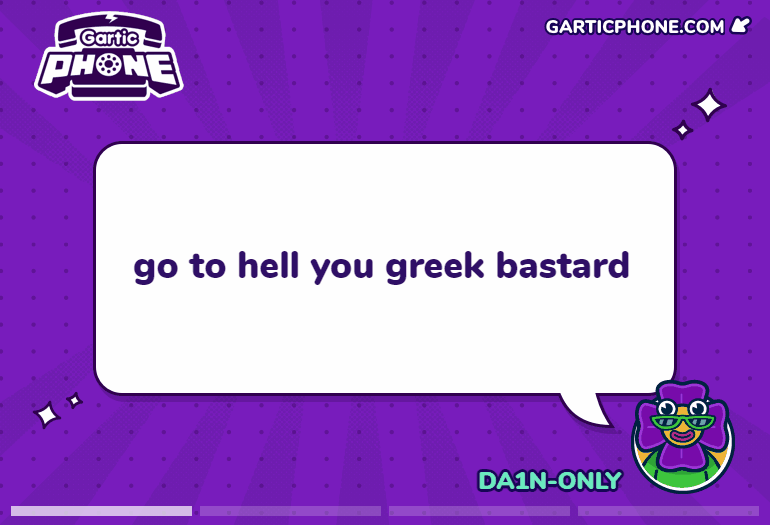 Gartic
PHONE
GARTICPHONE.COM
go to hell you greek bastard
DA1N-ONLY